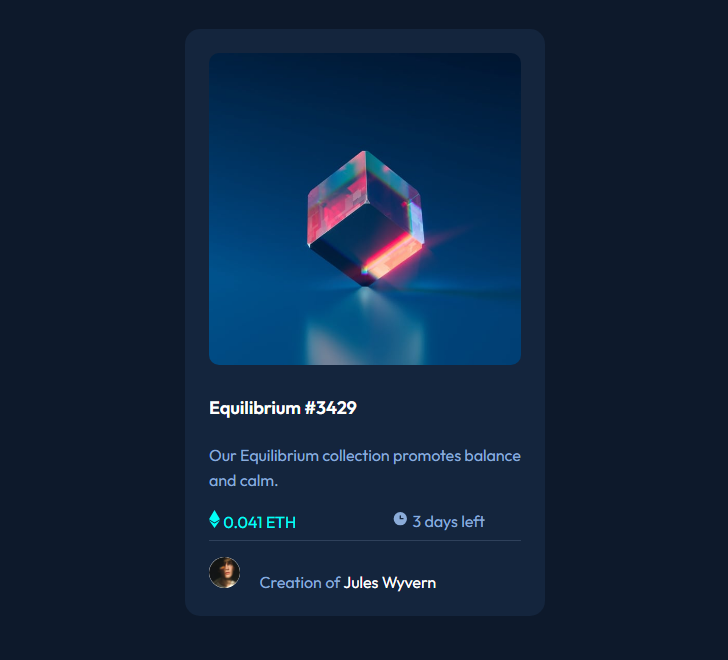 Equilibrium #3429
Our Equilibrium collection promotes balance
and calm.
0.041 ETH 3 days left
Creation of Jules Wyvern